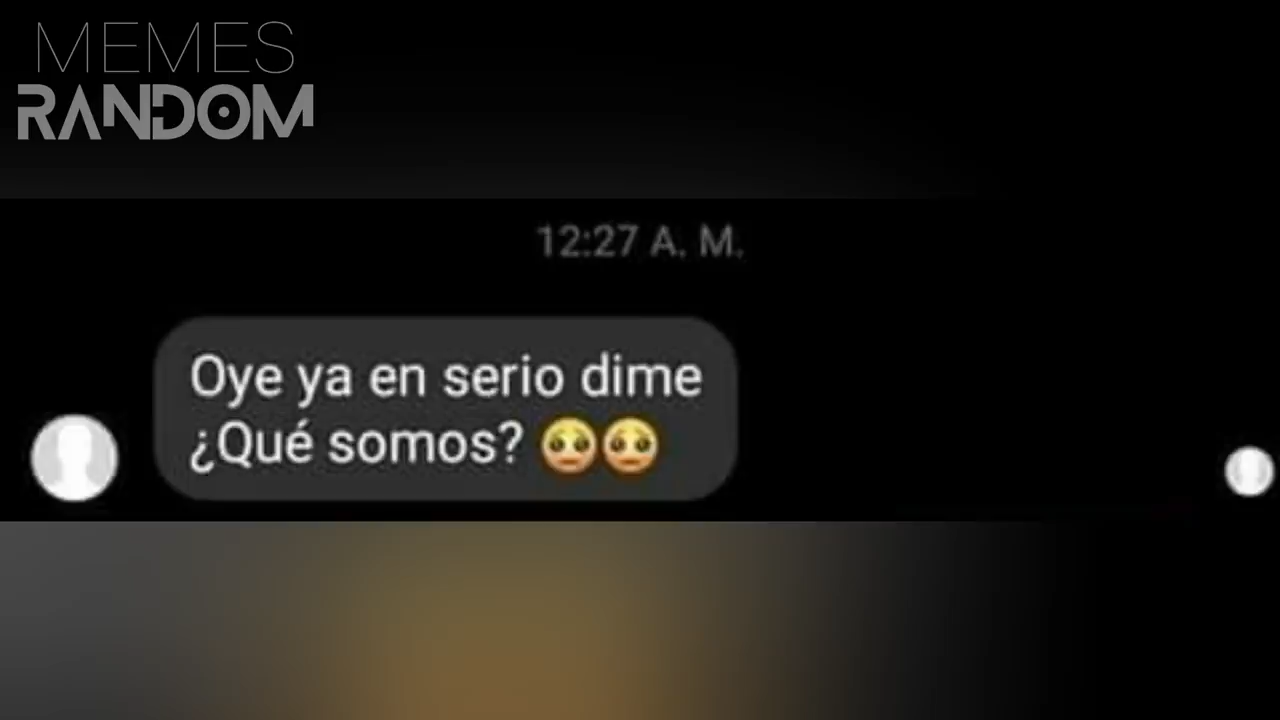 MEMES
RANDOM
12:27 A. M.
Oye ya en serio dime
¿Qué somos? 🥺🥺